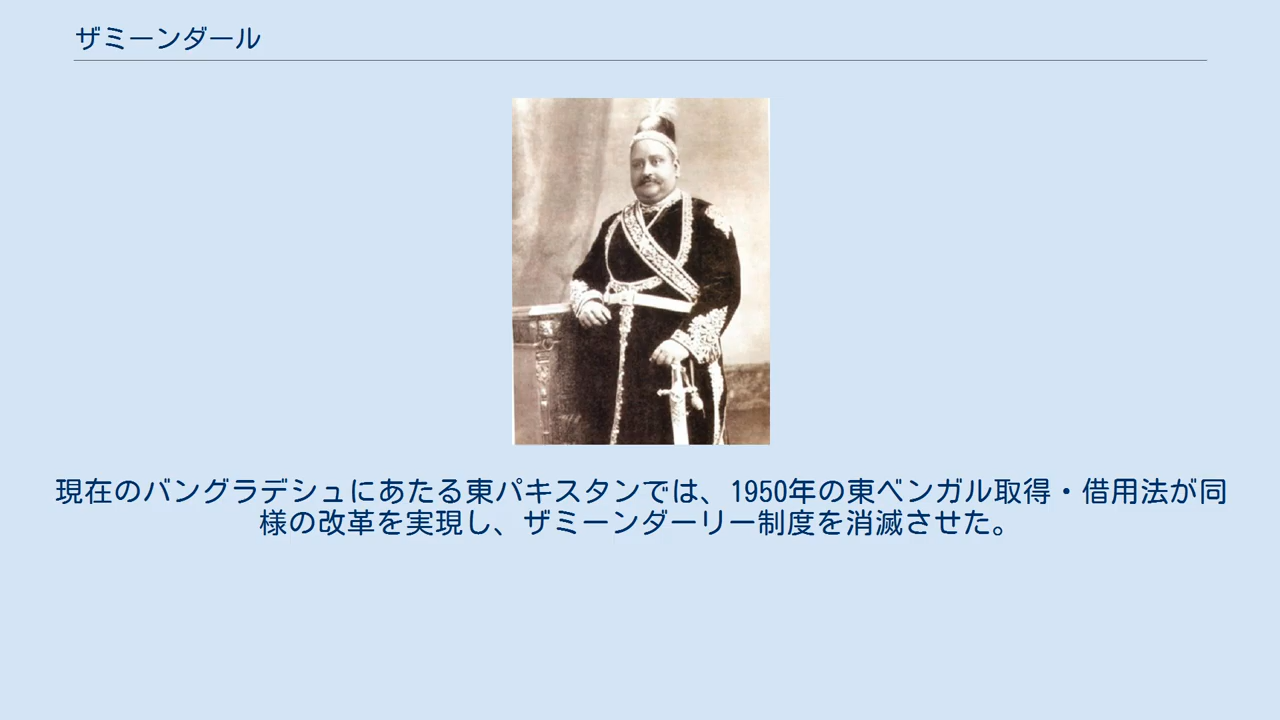 ザミーンダール
現在のバングラデシュにあたる東パキスタンでは、1950年の東ベンガル取得・借用法が同
様の改革を実現し、ザミーンダーリー制度を消滅させた。